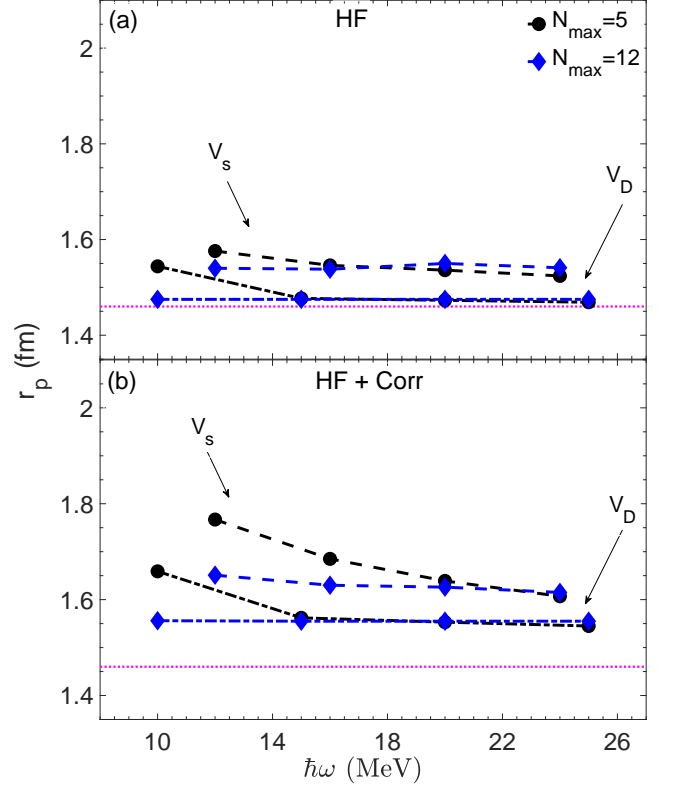 (a)
HF
N_max=5
N_max=12
V_s
V_D
2
1.8
1.6
1.4
r_p (fm)
(b)
HF + Corr
V_s
V_D
2
1.8
1.6
1.4
10 14 18 22 26
ℏω (MeV)